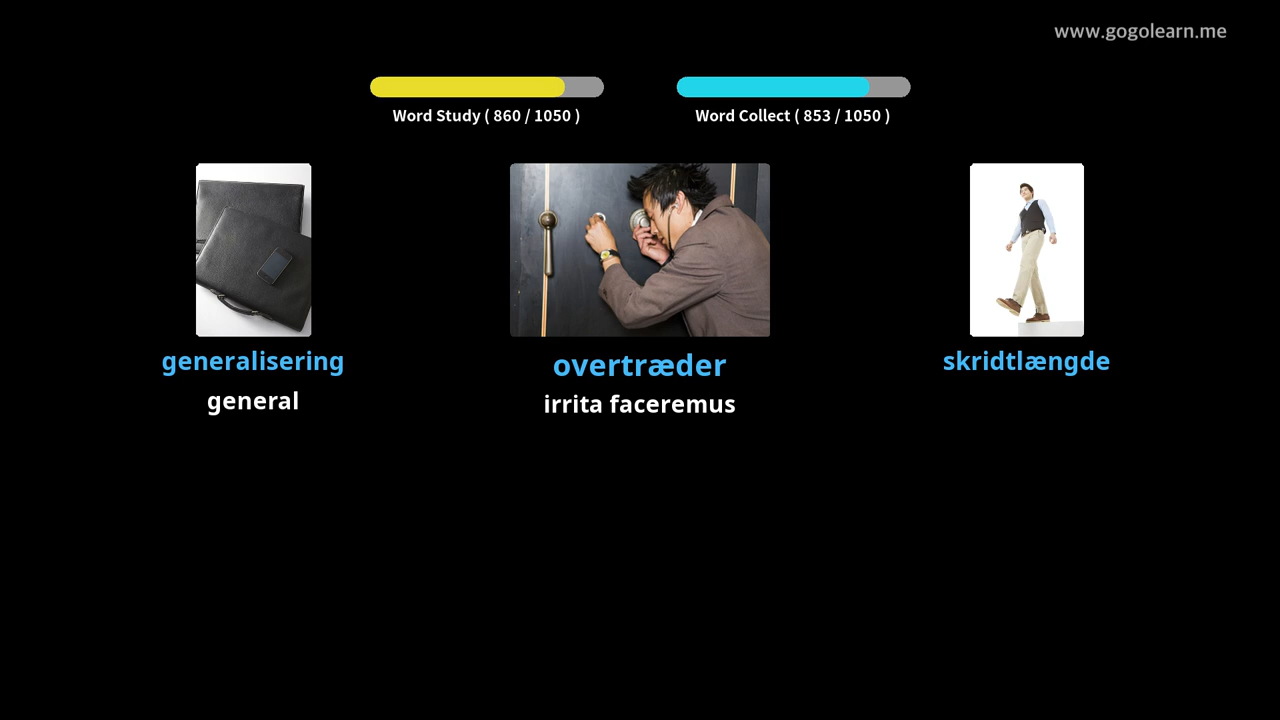 www.gogolearn.me
Word Study ( 860 / 1050 )
Word Collect ( 853 / 1050 )
generalisering
general
overtræder
irrita faceremus
skridtlængde